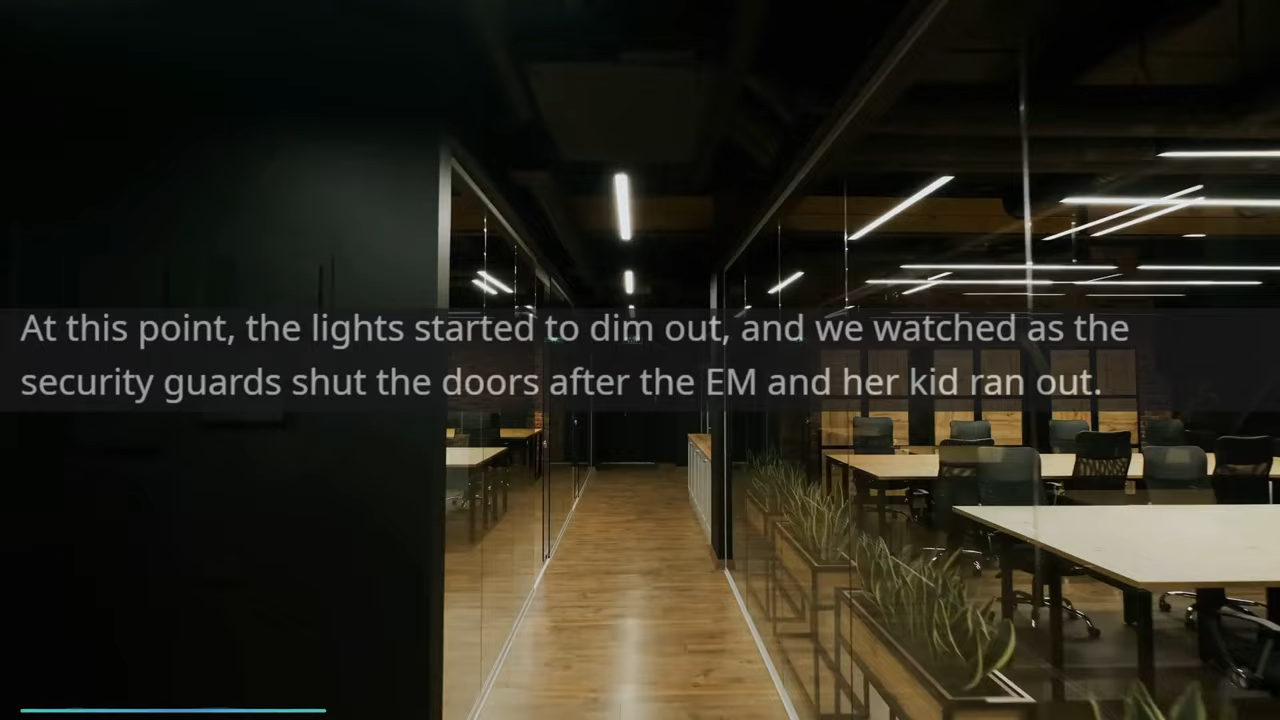 At this point, the lights started to dim out, and we watched as the
security guards shut the doors after the EM and her kid ran out.